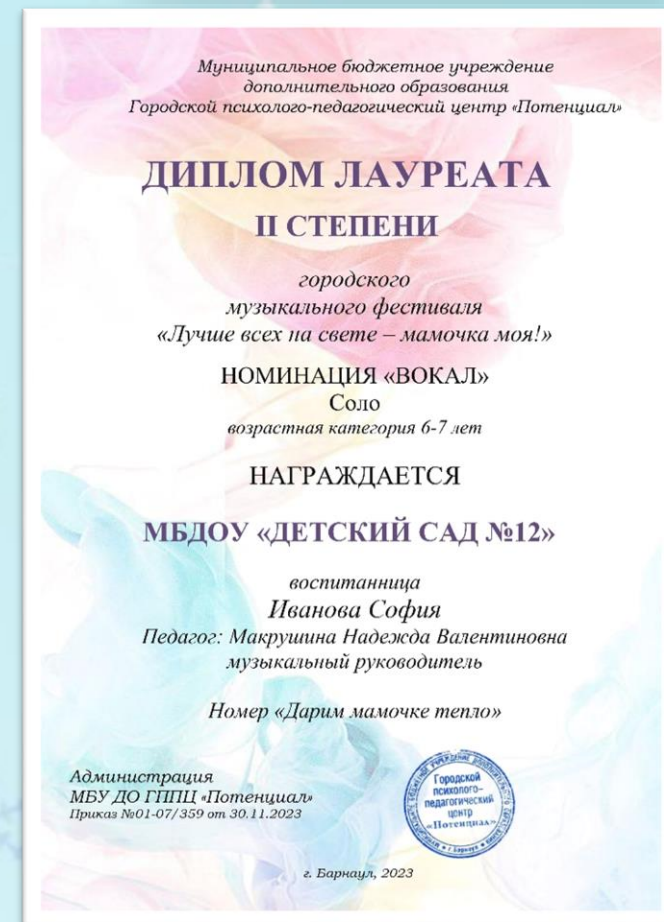 Муниципальное бюджетное учреждение
дополнительного образования
Городской психолого-педагогический центр «Потенциал»
ДИПЛОМ ЛАУРЕАТА
II СТЕПЕНИ
городского
музыкального фестиваля
«Лучше всех на свете – мамочка моя!»
НОМИНАЦИЯ «ВОКАЛ»
Соло
возрастная категория 6-7 лет
НАГРАЖДАЕТСЯ
МБДОУ «ДЕТСКИЙ САД №12»
воспитанница
Иванова София
Педагог: Макрушина Надежда Валентиновна
музыкальный руководитель
Номер «Дарим мамочке тепло»
Администрация
МБУ ДО ГППЦ «Потенциал»
Приказ №01-07/359 от 30.11.2023
Городской
психолого-
педагогический
центр
«Потенциал»
г. Барнаул, 2023